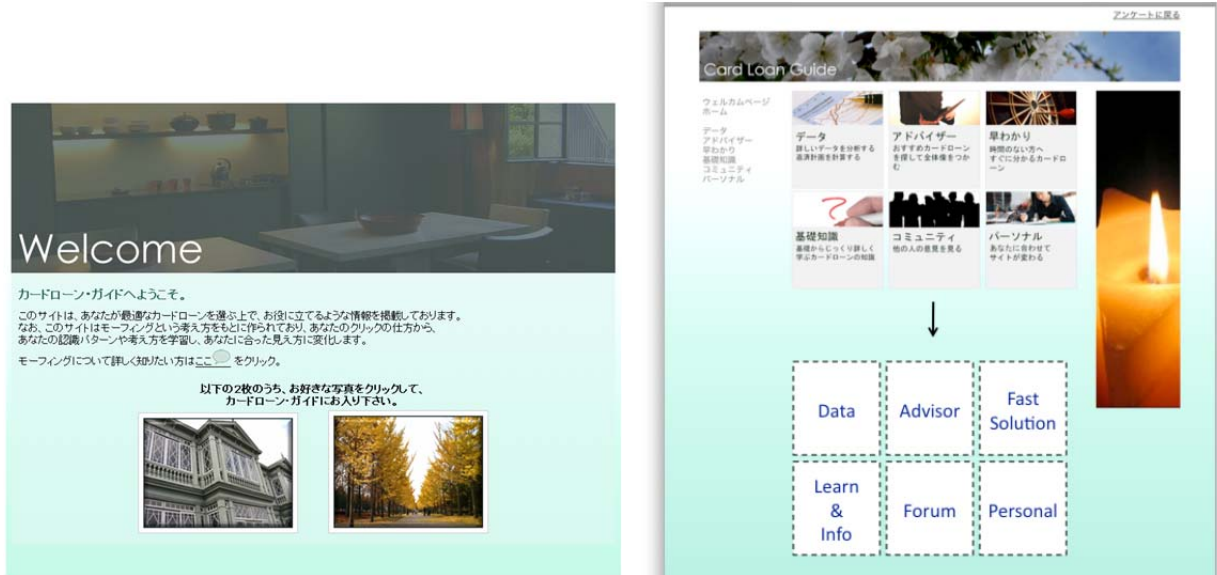 Welcome
カードローン・ガイドへようこそ。
このサイトは、あなたが最適なカードローンを選ぶ上で、お役に立てるような情報を掲載しております。
なお、このサイトはモーフィングという考え方をもとに作られており、あなたのクリックの仕方から、
あなたの認識パターンや考え方を学習し、あなたに合った見え方に変化します。
モーフィングについて詳しく知りたい方はここ をクリック。
以下の2枚のうち、お好きな写真をクリックして、
カードローン・ガイドにお入り下さい。
アンケートに戻る
Card Loan Guide
ウェルカムページ
ホーム
データ
アドバイザー
早わかり
基礎知識
コミュニティ
パーソナル
データ
詳しいデータを分析する
返済計画を計算する
アドバイザー
おすすめカードローン
を探して全体像をつか
む
早わかり
時間のない方へ
すぐに分かるカードロ
ーン
基礎知識
基礎からじっくり詳しく
学ぶカードローンの知識
コミュニティ
他の人の意見を見る
パーソナル
あなたに合わせて
サイトが変わる
Data
Advisor
Fast
Solution
Learn
&
Info
Forum
Personal